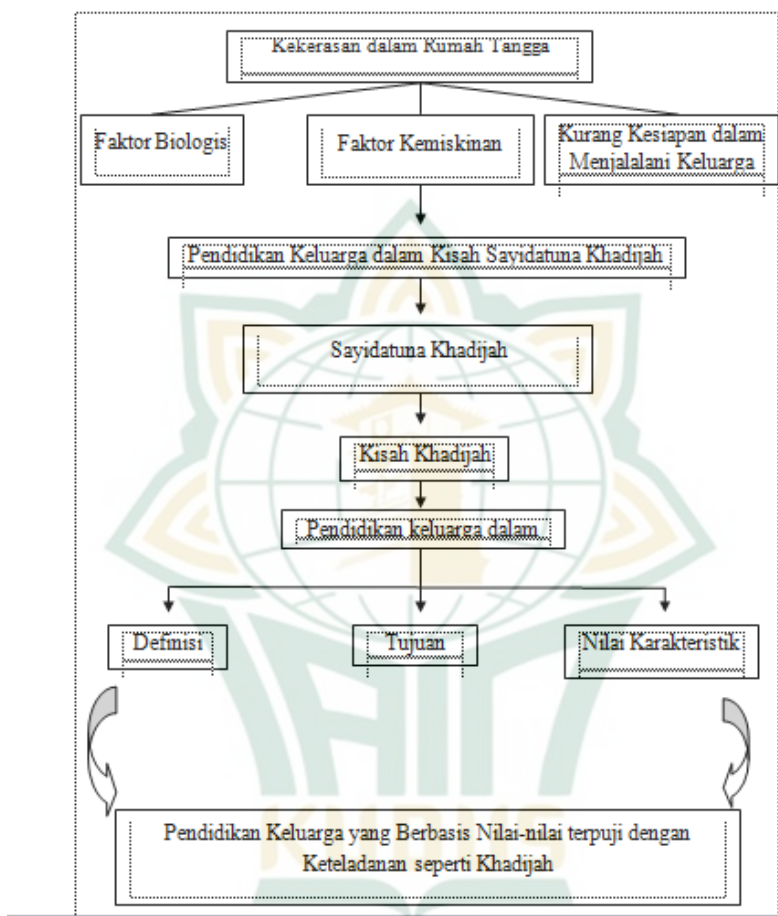 Kekerasan dalam Rumah Tangga
Faktor Biologis
Faktor Kemiskinan
Kurang Kesiapan dalam
Menjalalani Keluarga
Pendidikan Keluarga dalam Kisah Sayidatuna Khadijah
Sayidatuna Khadijah
Kisah Khadijah
Pendidikan keluarga dalam
Definisi
Tujuan
Nilai Karakteristik
IAIN
KUDUS
Pendidikan Keluarga yang Berbasis Nilai-nilai terpuji dengan
Keteladanan seperti Khadijah